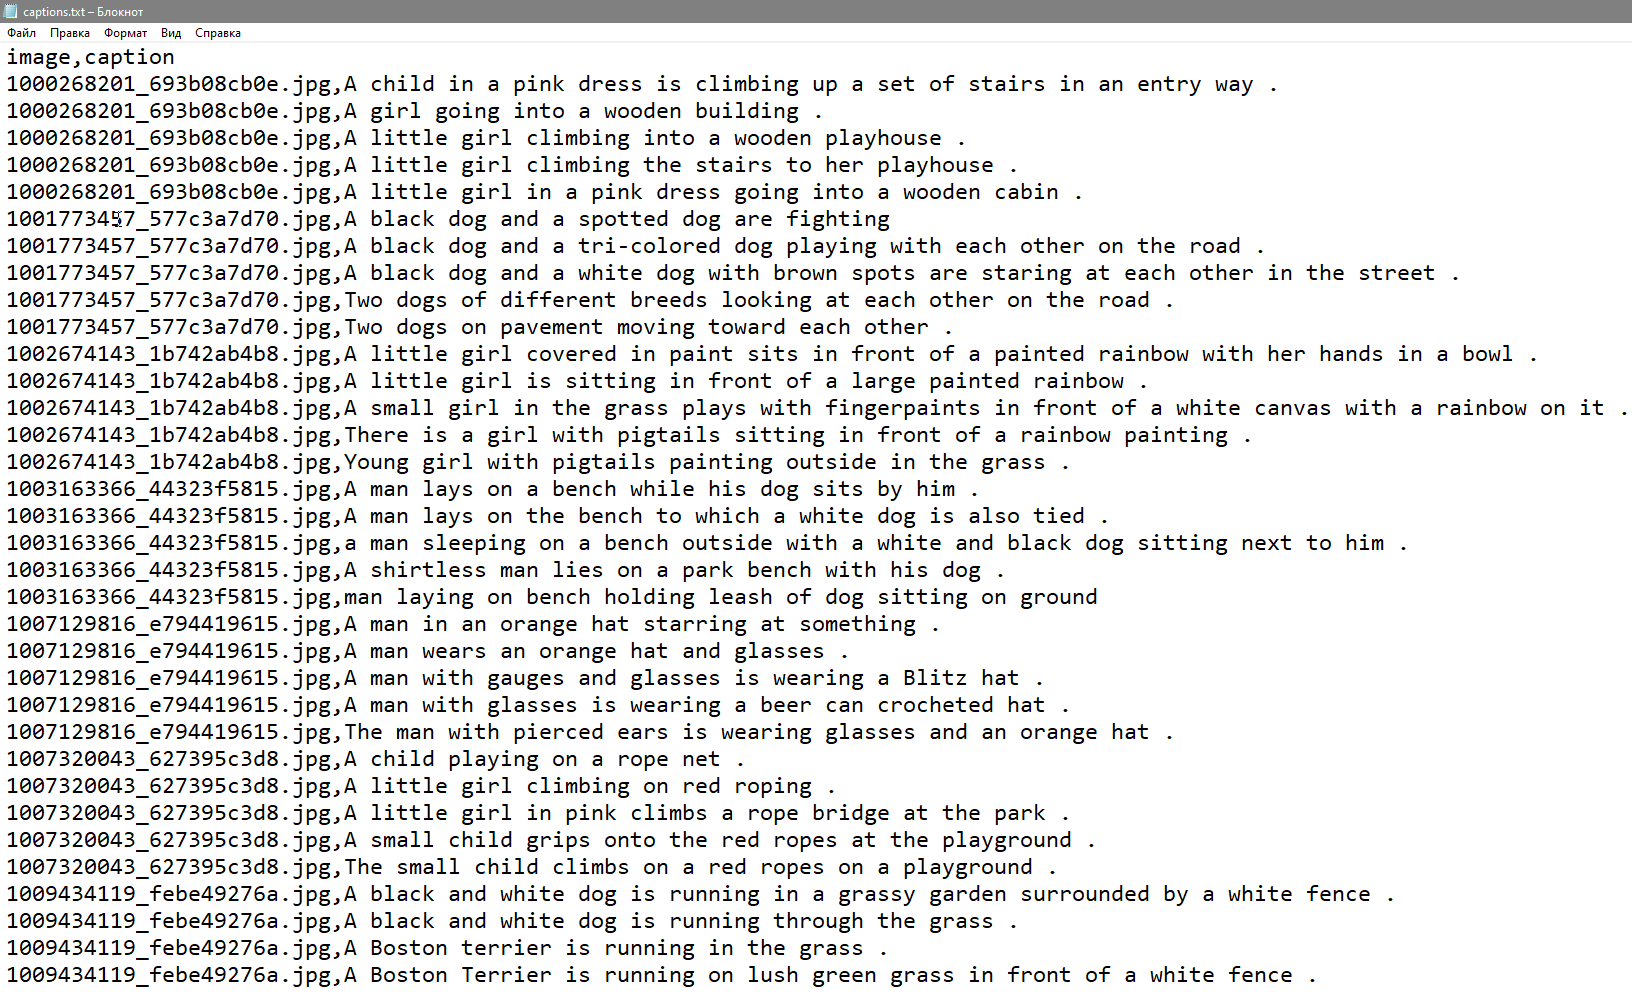 captions.txt – Блокнот
Файл Правка Формат Вид Справка
image,caption
1000268201_693b08cb0e.jpg,A child in a pink dress is climbing up a set of stairs in an entry way .
1000268201_693b08cb0e.jpg,A girl going into a wooden building .
1000268201_693b08cb0e.jpg,A little girl climbing into a wooden playhouse .
1000268201_693b08cb0e.jpg,A little girl climbing the stairs to her playhouse .
1000268201_693b08cb0e.jpg,A little girl in a pink dress going into a wooden cabin .
1001773457_577c3a7d70.jpg,A black dog and a spotted dog are fighting
1001773457_577c3a7d70.jpg,A black dog and a tri-colored dog playing with each other on the road .
1001773457_577c3a7d70.jpg,A black dog and a white dog with brown spots are staring at each other in the street .
1001773457_577c3a7d70.jpg,Two dogs of different breeds looking at each other on the road .
1001773457_577c3a7d70.jpg,Two dogs on pavement moving toward each other .
1002674143_1b742ab4b8.jpg,A little girl covered in paint sits in front of a painted rainbow with her hands in a bowl .
1002674143_1b742ab4b8.jpg,A little girl is sitting in front of a large painted rainbow .
1002674143_1b742ab4b8.jpg,A small girl in the grass plays with fingerpaints in front of a white canvas with a rainbow on it .
1002674143_1b742ab4b8.jpg,There is a girl with pigtails sitting in front of a rainbow painting .
1002674143_1b742ab4b8.jpg,Young girl with pigtails painting outside in the grass .
1003163366_44323f5815.jpg,A man lays on a bench while his dog sits by him .
1003163366_44323f5815.jpg,A man lays on the bench to which a white dog is also tied .
1003163366_44323f5815.jpg,a man sleeping on a bench outside with a white and black dog sitting next to him .
1003163366_44323f5815.jpg,A shirtless man lies on a park bench with his dog .
1003163366_44323f5815.jpg,man laying on bench holding leash of dog sitting on ground
1007129816_e794419615.jpg,A man in an orange hat starring at something .
1007129816_e794419615.jpg,A man wears an orange hat and glasses .
1007129816_e794419615.jpg,A man with gauges and glasses is wearing a Blitz hat .
1007129816_e794419615.jpg,A man with glasses is wearing a beer can crocheted hat .
1007129816_e794419615.jpg,The man with pierced ears is wearing glasses and an orange hat .
1007320043_627395c3d8.jpg,A child playing on a rope net .
1007320043_627395c3d8.jpg,A little girl climbing on red roping .
1007320043_627395c3d8.jpg,A little girl in pink climbs a rope bridge at the park .
1007320043_627395c3d8.jpg,A small child grips onto the red ropes at the playground .
1007320043_627395c3d8.jpg,The small child climbs on a red ropes on a playground .
1009434119_febe49276a.jpg,A black and white dog is running in a grassy garden surrounded by a white fence .
1009434119_febe49276a.jpg,A black and white dog is running through the grass .
1009434119_febe49276a.jpg,A Boston terrier is running in the grass .
1009434119_febe49276a.jpg,A Boston Terrier is running on lush green grass in front of a white fence .